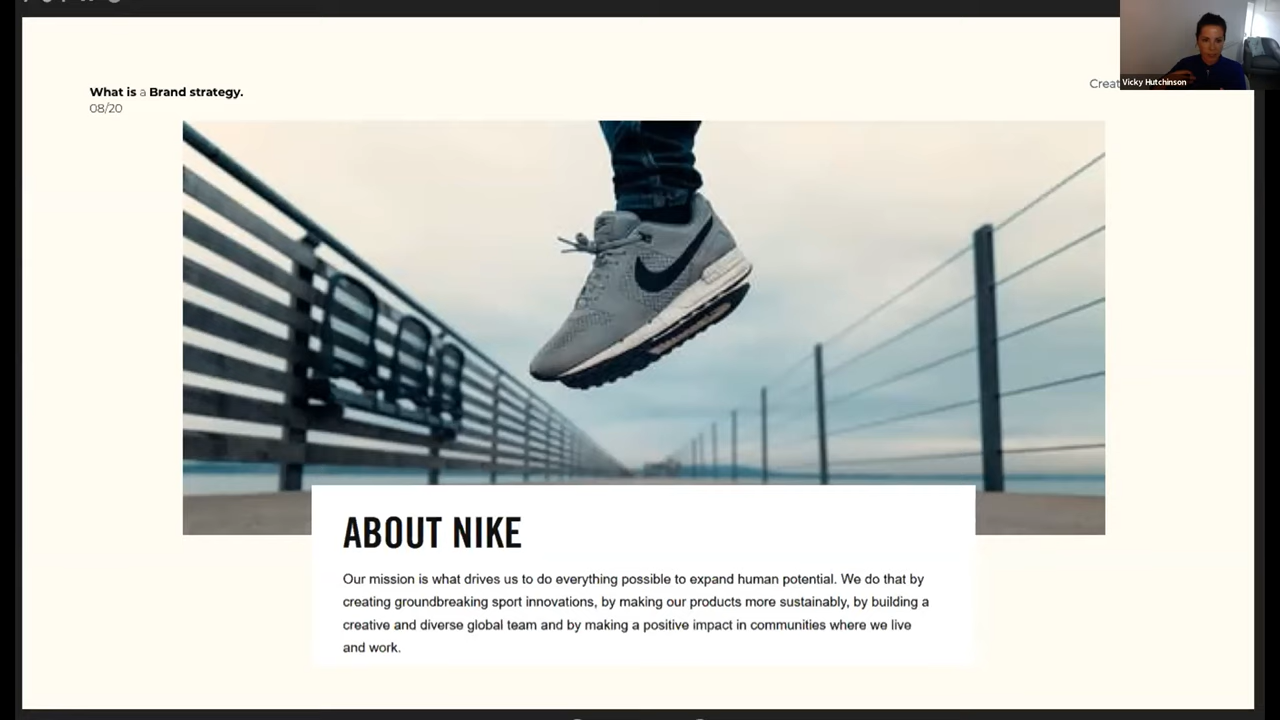 What is a Brand strategy.
08/20
Vicky Hutchinson
ABOUT NIKE
Our mission is what drives us to do everything possible to expand human potential. We do that by
creating groundbreaking sport innovations, by making our products more sustainably, by building a
creative and diverse global team and by making a positive impact in communities where we live
and work.